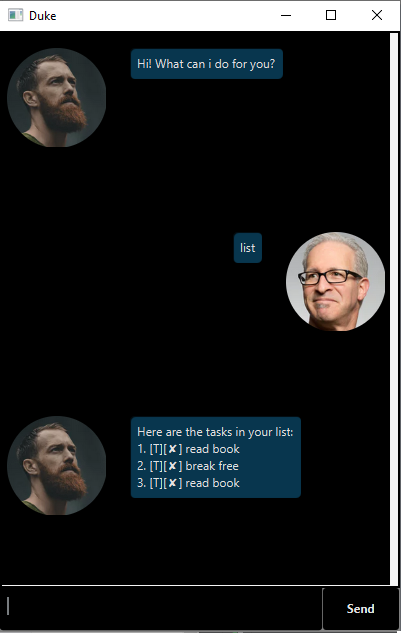 Duke
Hi! What can i do for you?
list
Here are the tasks in your list:
1. [T][✘] read book
2. [T][✘] break free
3. [T][✘] read book
Send